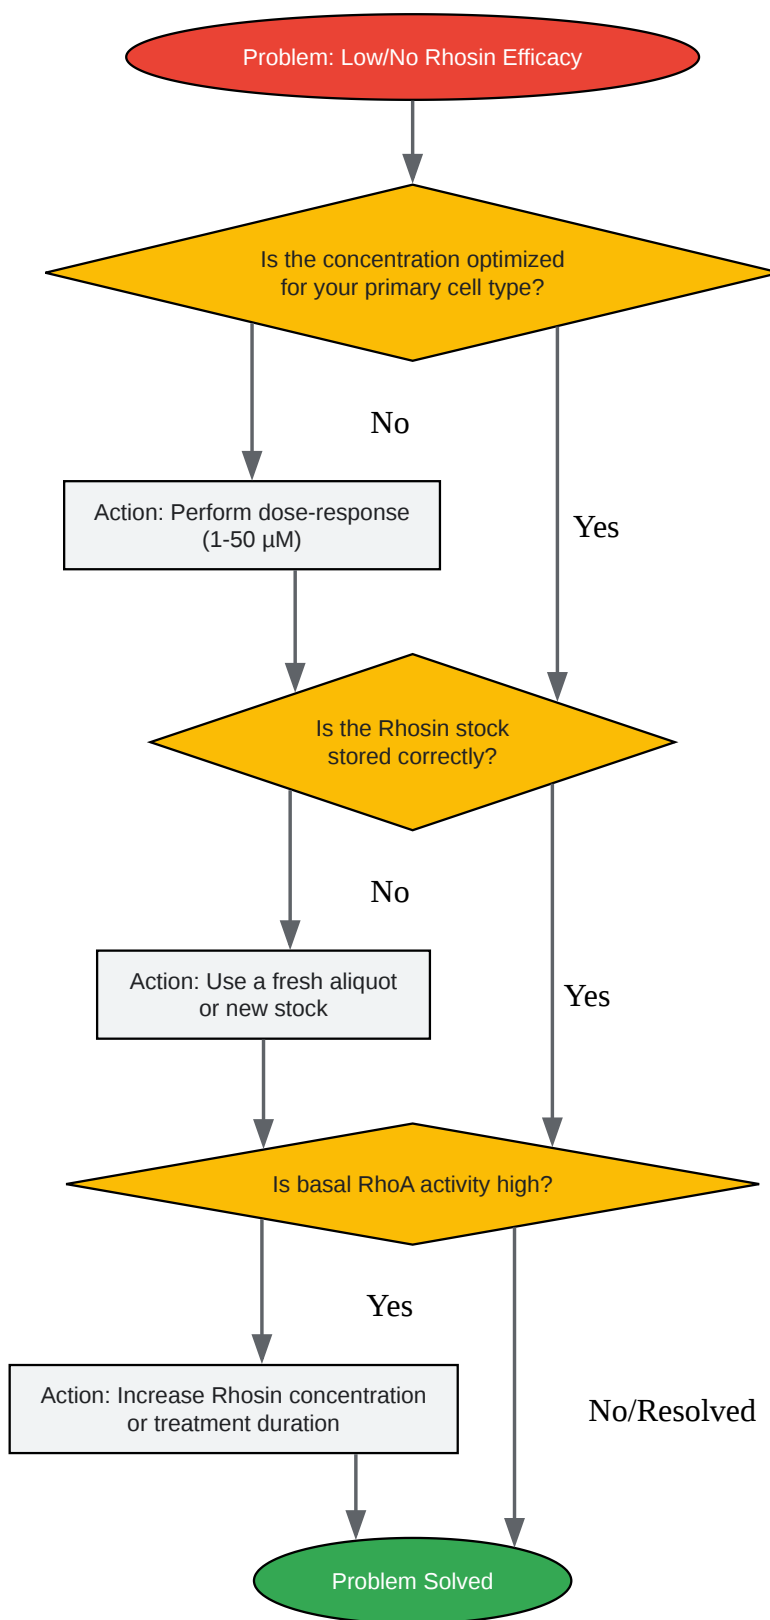 Problem: Low/No Rhosin Efficacy
Is the concentration optimized
for your primary cell type?
No
Action: Perform dose-response
(1-50 µM)
Yes
Is the Rhosin stock
stored correctly?
No
Action: Use a fresh aliquot
or new stock
Yes
Is basal RhoA activity high?
Yes
Action: Increase Rhosin concentration
or treatment duration
No/Resolved
Problem Solved